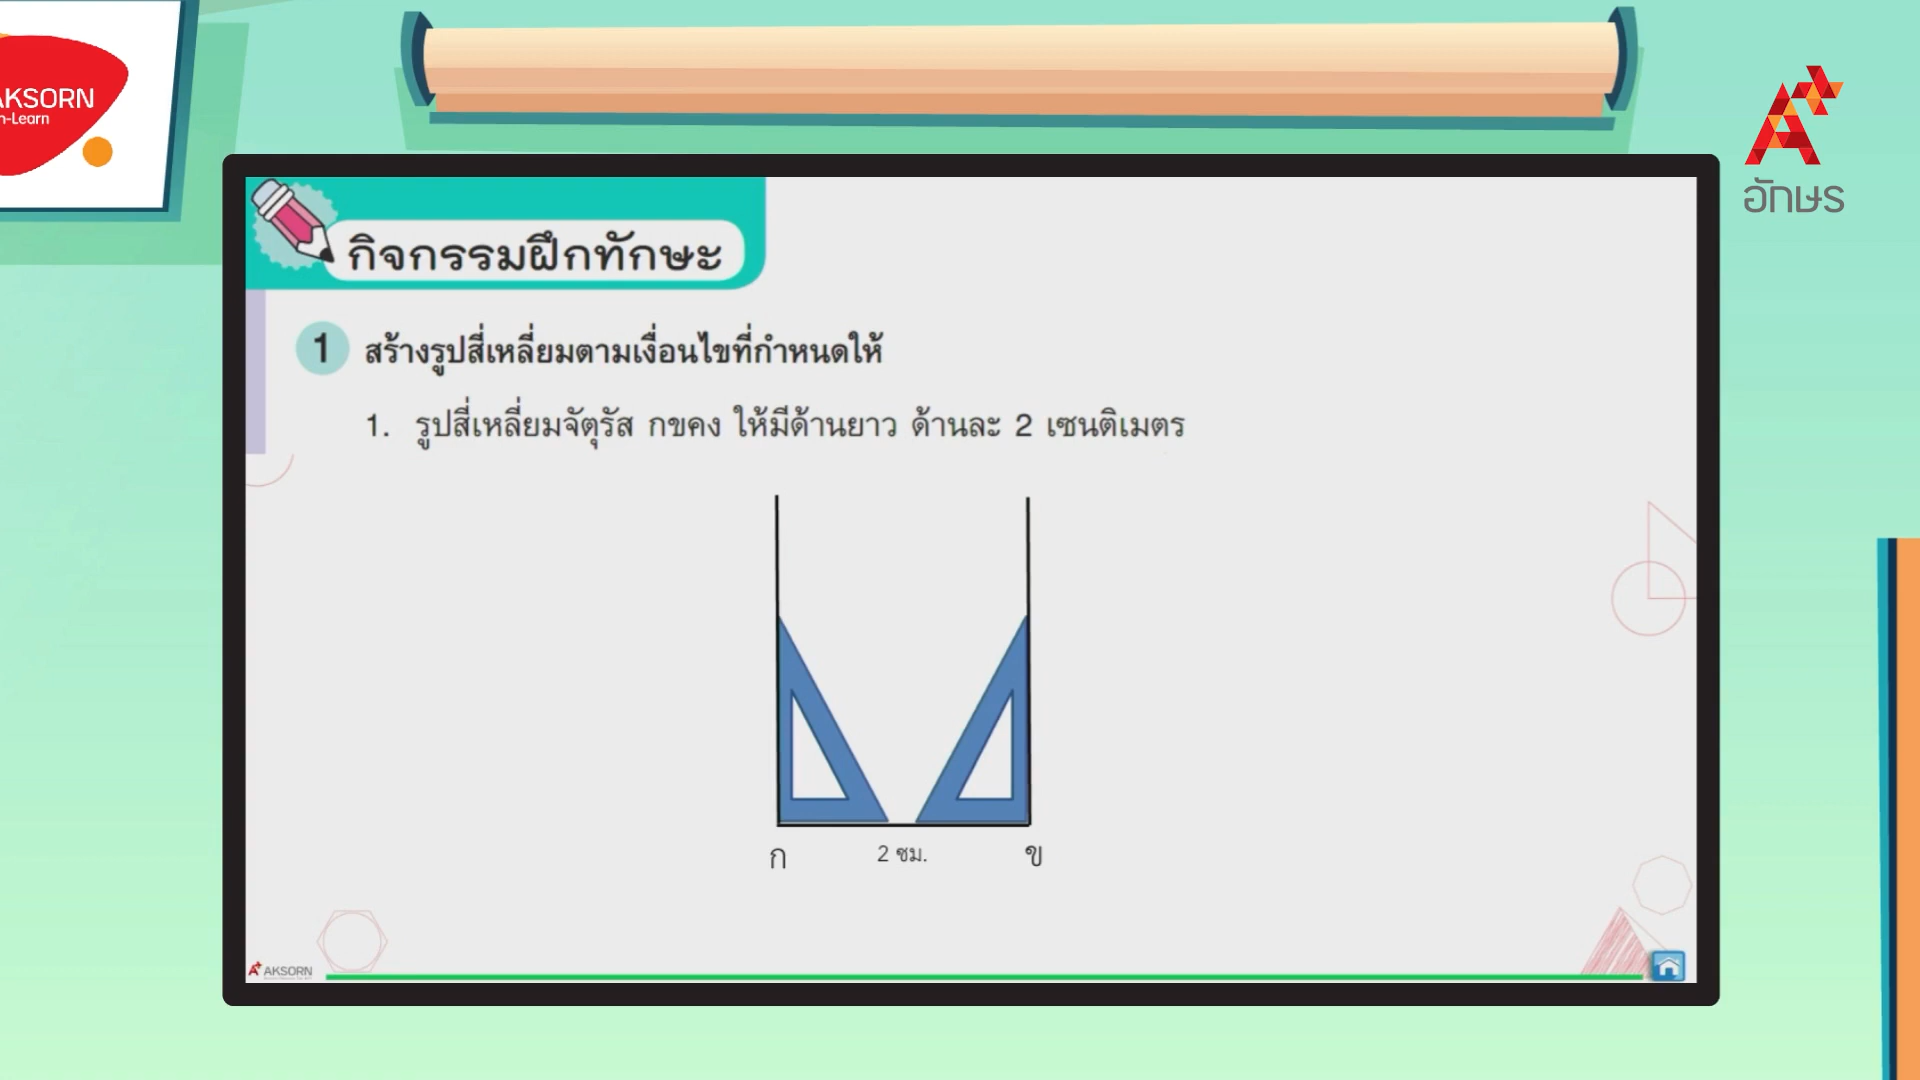 AKSORN
n-Learn
อักษร
กิจกรรมฝึกทักษะ
1 สร้างรูปสี่เหลี่ยมตามเงื่อนไขที่กำหนดให้
1. รูปสี่เหลี่ยมจัตุรัส กขคง ให้มีด้านยาว ด้านละ 2 เซนติเมตร
ก 2 ซม. ข
AKSORN